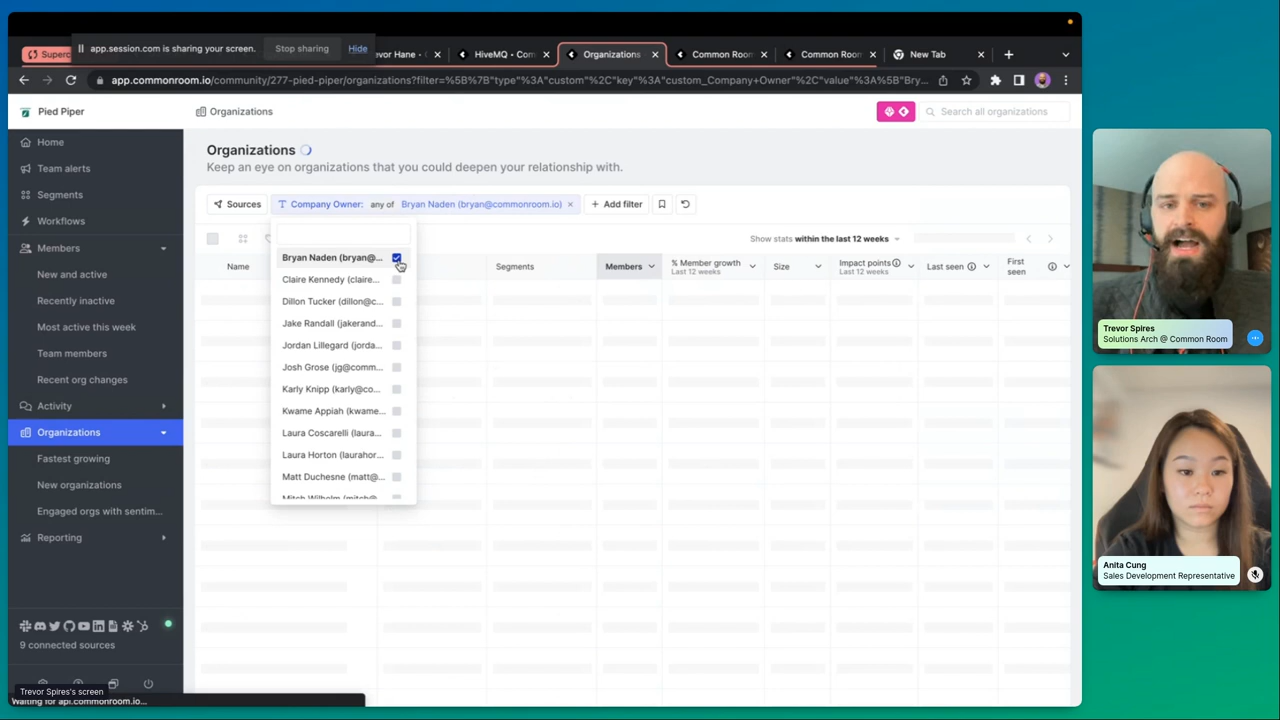 Superc
app.session.com is sharing your screen.
Stop sharing
Hide
vor Hane -
HiveMQ - Com
Organizations
Common Room
Common Room
New Tab
app.commonroom.io/community/277-pied-piper/organizations?filter=%5B%7B"type"%3A"custom"%2C"key"%3A"custom_Company+Owner"%2C"value"%3A%5B"Bry...
Pied Piper
Organizations
Search all organizations
Home
Team alerts
Segments
Workflows
Members
New and active
Recently inactive
Most active this week
Team members
Recent org changes
Activity
Organizations
Fastest growing
New organizations
Engaged orgs with sentim...
Reporting
9 connected sources
Organizations
Keep an eye on organizations that you could deepen your relationship with.
Sources
Company Owner: any of Bryan Naden (bryan@commonroom.io)
Add filter
Show stats within the last 12 weeks
Name
Segments
Members
% Member growth
Last 12 weeks
Size
Impact points
Last 12 weeks
Last seen
First
seen
Bryan Naden (bryan@...
Claire Kennedy (claire...
Dillon Tucker (dillon@c...
Jake Randall (jakerand...
Jordan Lillegard (jorda...
Josh Grose (jg@comm...
Karly Knipp (karly@co...
Kwame Appiah (kwame...
Laura Coscarelli (laura...
Laura Horton (laurahor...
Matt Duchesne (matt@...
Mitch Wilholm (mitch@
Trevor Spires's screen
Waiting for api.commonroom.io...
Trevor Spires
Solutions Arch @ Common Room
Anita Cung
Sales Development Representative